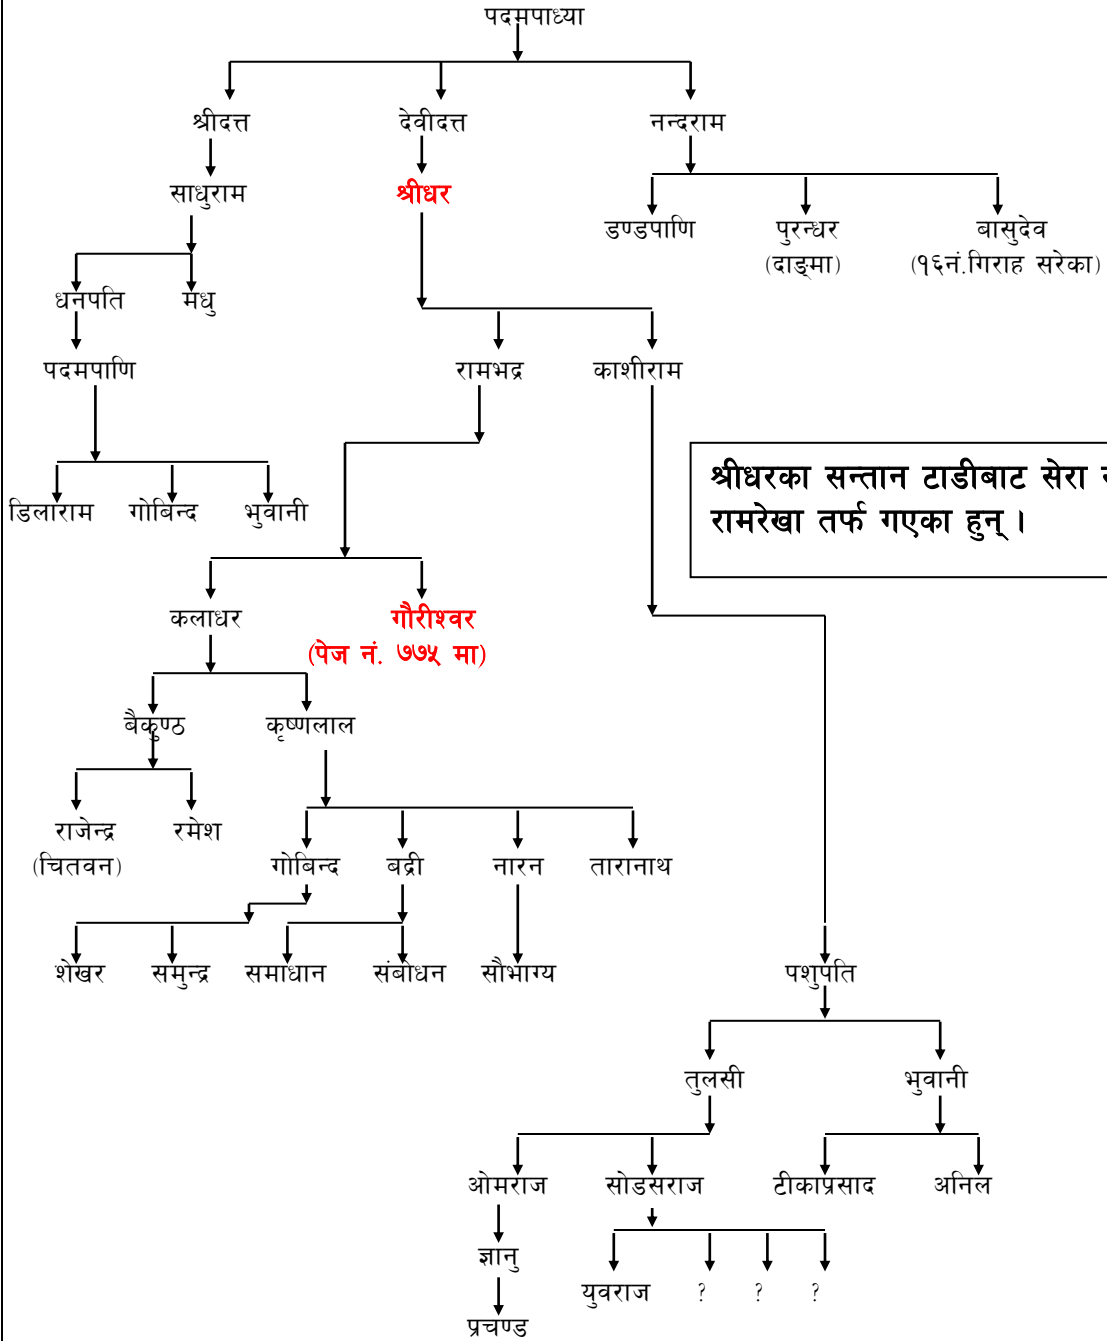 पदमपाध्या
श्रीदत्त देवीदत्त नन्दराम
साधुराम श्रीधर
डण्डपाणि पुरन्धर बासुदेव
(दाङ्मा) (१६नं.गिराह सरेका)
धनपति मधु
पदमपाणि रामभद्र काशीराम
श्रीधरका सन्तान टाडीबाट सेरा
रामरेखा तर्फ गएका हुन् ।
डिलाराम गोबिन्द भुवानी
कलाधर गौरीश्वर
(पेज नं. ७७५ मा)
बैकुण्ठ कृष्णलाल
राजेन्द्र रमेश
(चितवन) गोबिन्द बद्री नारन तारानाथ
शेखर समुन्द्र समाधान संबोधन सौभाग्य पशुपति
तुलसी भुवानी
ओमराज सोडसराज टीकाप्रसाद अनिल
ज्ञानु
युवराज ? ? ?
प्रचण्ड